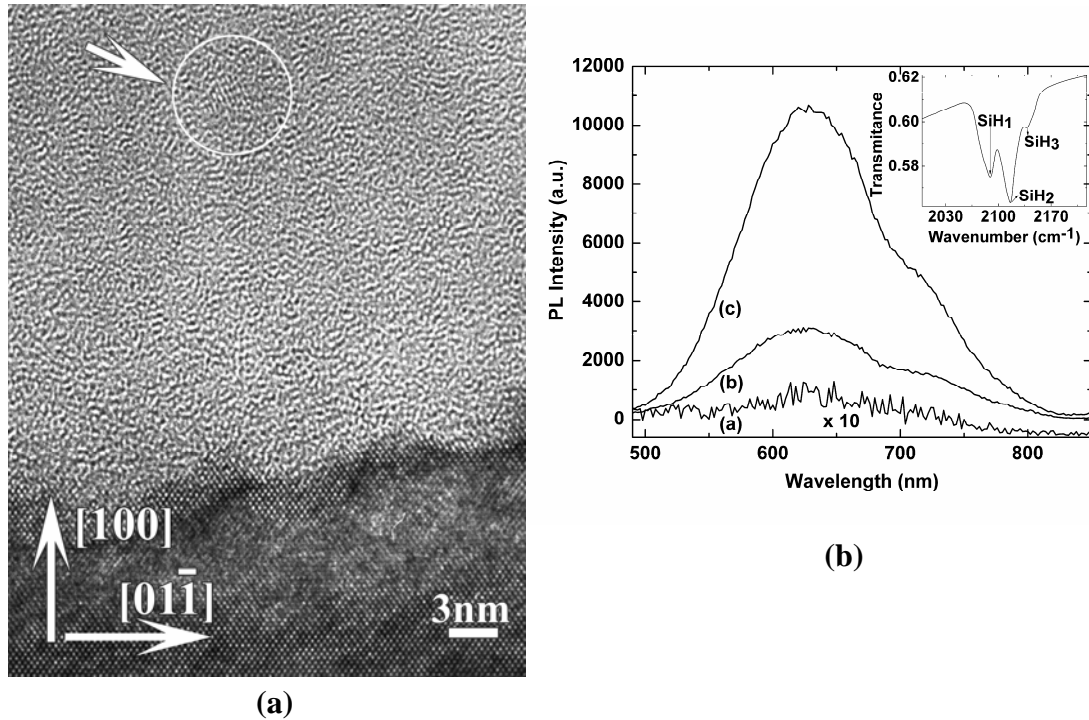 [100]
[011̄]
3nm
(a)
12000
10000
8000
6000
4000
2000
0
PL Intensity (a.u.)
500
600
700
800
Wavelength (nm)
(c)
(b)
(a)
x 10
0.62
0.60
0.58
Transmitance
SiH1
SiH3
SiH2
2030
2100
2170
Wavenumber (cm-1)
(b)